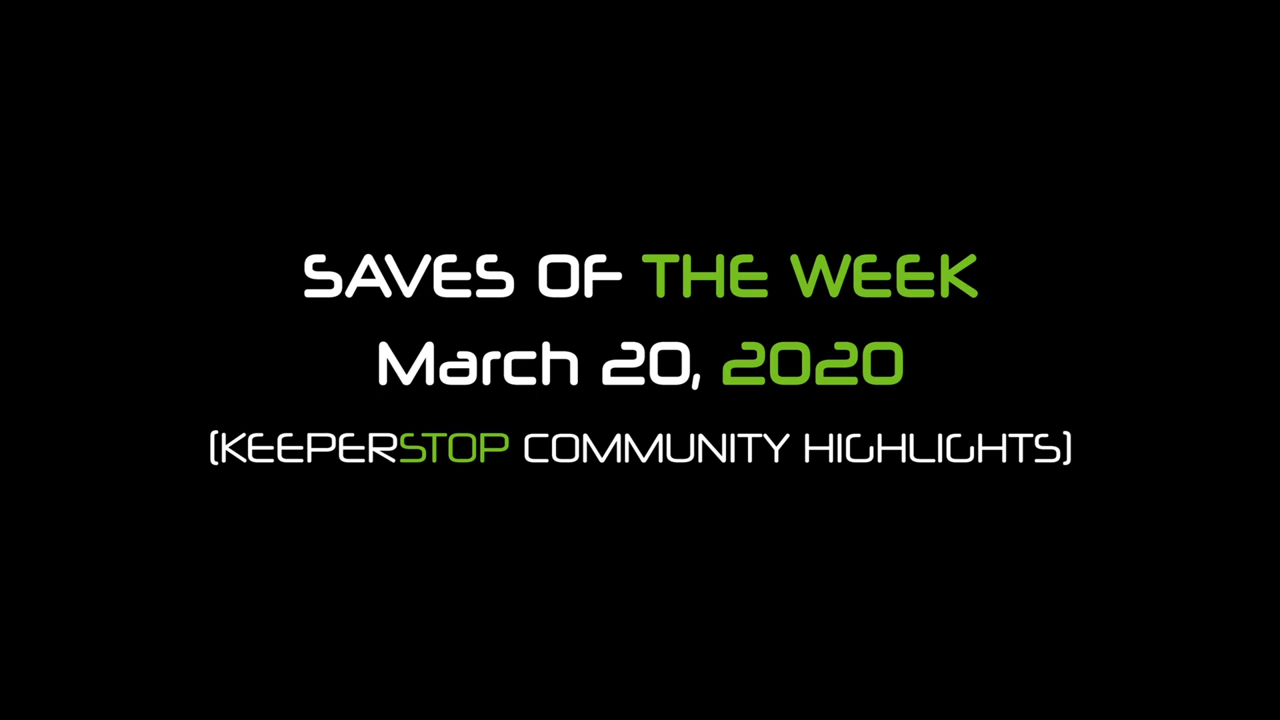 SAVES OF THE WEEK
March 20, 2020
(KEEPERSTOP COMMUNITY HIGHLIGHTS)